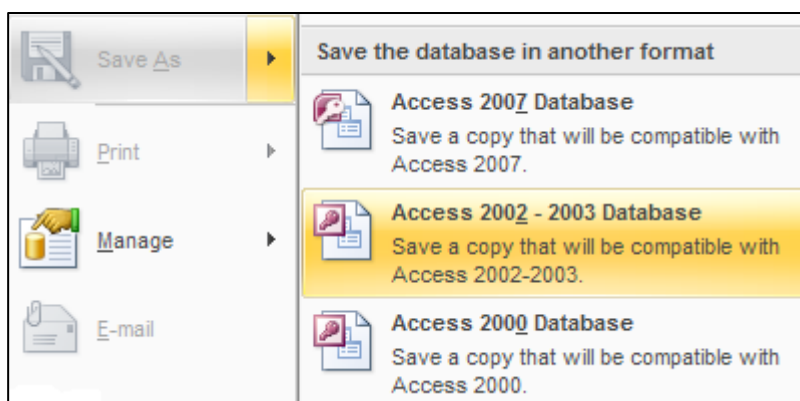 Save As
Print
Manage
E-mail
Save the database in another format
Access 2007 Database
Save a copy that will be compatible with
Access 2007.
Access 2002 - 2003 Database
Save a copy that will be compatible with
Access 2002-2003.
Access 2000 Database
Save a copy that will be compatible with
Access 2000.